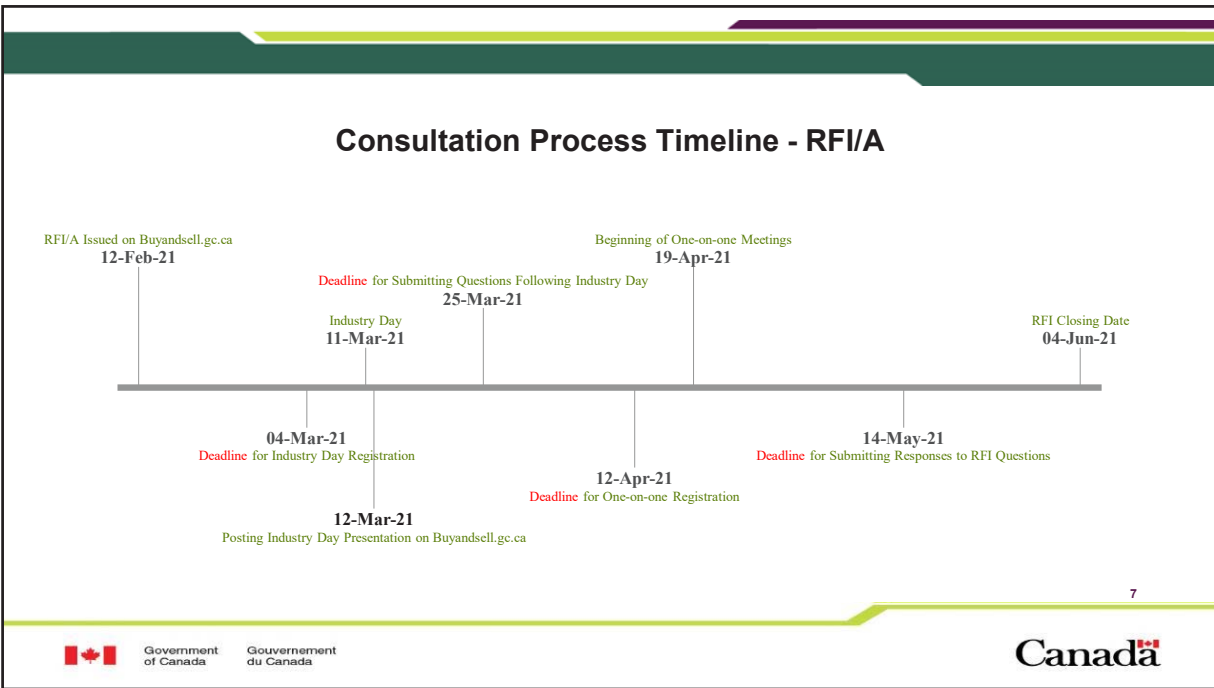 Consultation Process Timeline - RFI/A
RFI/A Issued on Buyandsell.gc.ca
12-Feb-21
Beginning of One-on-one Meetings
19-Apr-21
Deadline for Submitting Questions Following Industry Day
25-Mar-21
Industry Day
11-Mar-21
RFI Closing Date
04-Jun-21
04-Mar-21
Deadline for Industry Day Registration
14-May-21
Deadline for Submitting Responses to RFI Questions
12-Apr-21
Deadline for One-on-one Registration
12-Mar-21
Posting Industry Day Presentation on Buyandsell.gc.ca
7
Government
of Canada
Gouvernement
du Canada
Canada